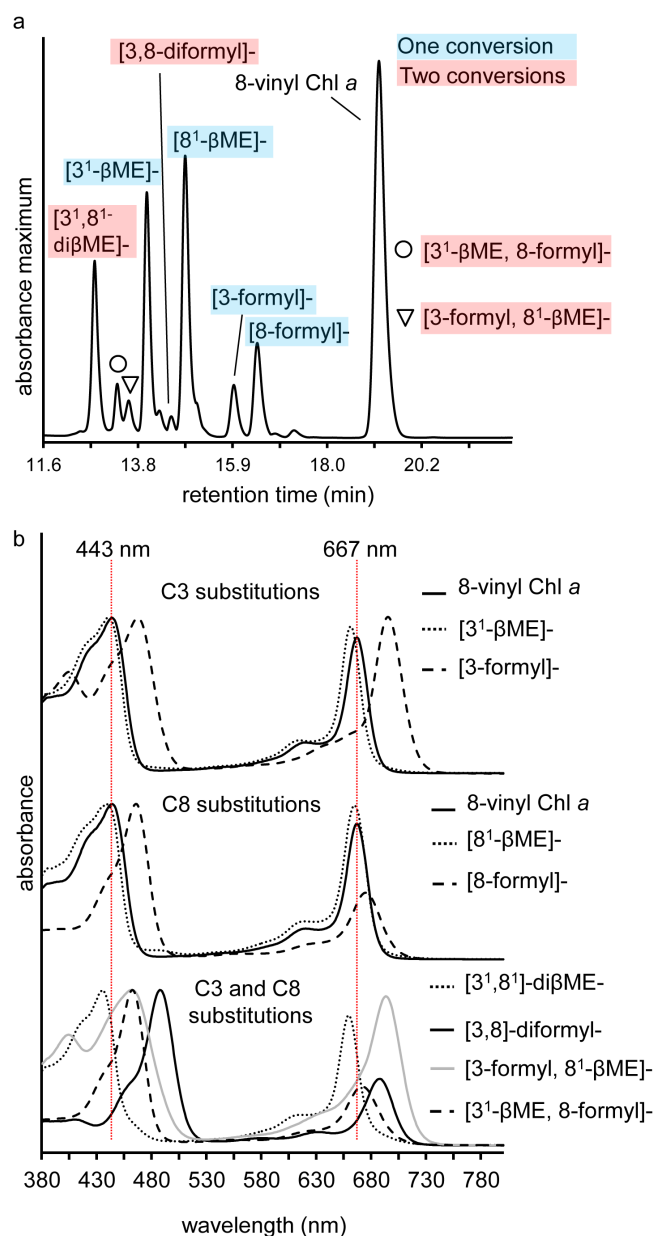 a
[3,8-diformyl]-
One conversion
Two conversions
8-vinyl Chl a
[8¹-βME]-
[3¹-βME]-
[3¹,8¹-
diβME]-
[3¹-βME, 8-formyl]-
[3-formyl]-
[8-formyl]-
[3-formyl, 8¹-βME]-
absorbance maximum
11.6 13.8 15.9 18.0 20.2
retention time (min)
b
443 nm 667 nm
C3 substitutions
8-vinyl Chl a
[3¹-βME]-
[3-formyl]-
C8 substitutions
8-vinyl Chl a
[8¹-βME]-
[8-formyl]-
absorbance
C3 and C8
substitutions
[3¹,8¹]-diβME-
[3,8]-diformyl-
[3-formyl, 8¹-βME]-
[3¹-βME, 8-formyl]-
380 430 480 530 580 630 680 730 780
wavelength (nm)